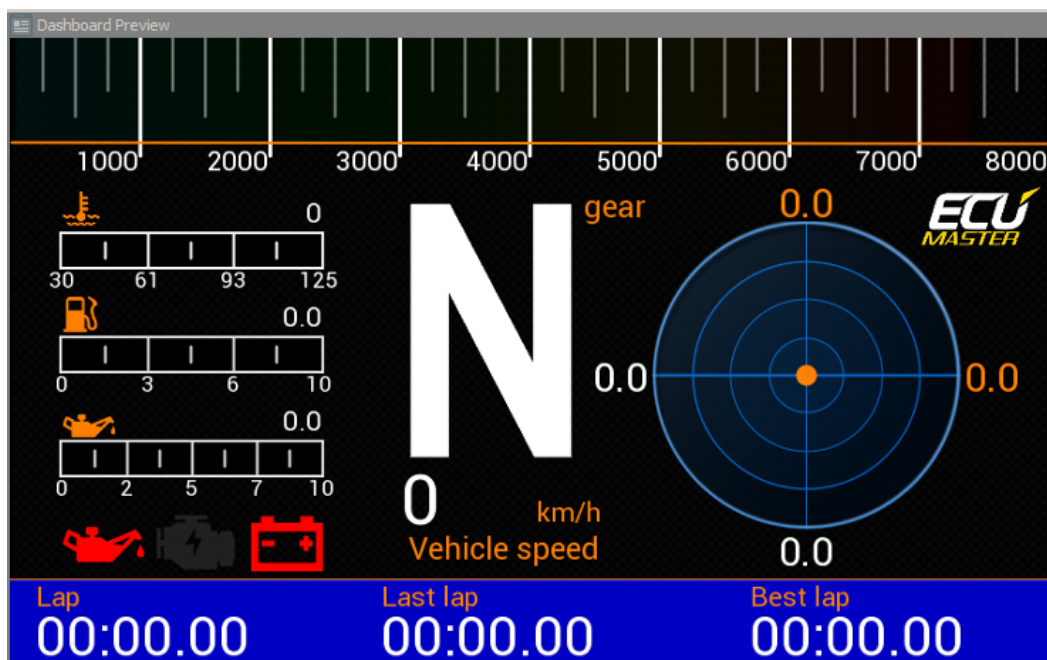 Dashboard Preview
1000 2000 3000 4000 5000 6000 7000 8000
0
30 61 93 125
0.0
0 3 6 10
0.0
0 2 5 7 10
N
gear
0
km/h
Vehicle speed
0.0
0.0
0.0
0.0
ECU
MASTER
Lap
00:00.00
Last lap
00:00.00
Best lap
00:00.00